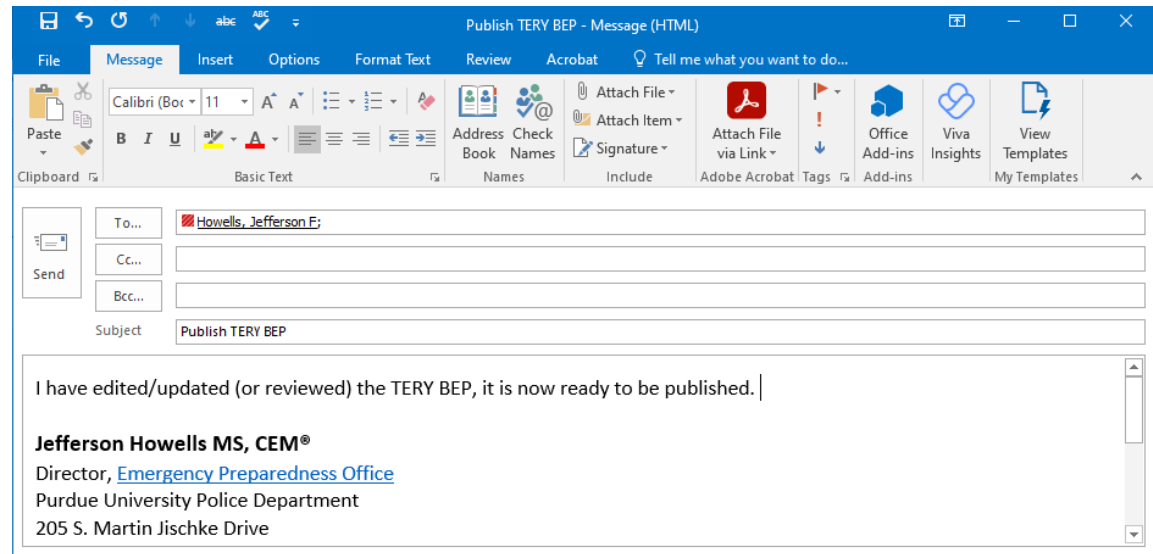 abc ABC Publish TERY BEP - Message (HTML)
File Message Insert Options Format Text Review Acrobat Tell me what you want to do...
Calibri (Boc 11 A A Attach File
Paste B I U aby A Address Check Attach Item Attach File Office Viva View
Book Names Signature via Link Add-ins Insights Templates
Clipboard Basic Text Names Include Adobe Acrobat Tags Add-ins My Templates
To... Howells, Jefferson F;
Cc...
Send
Bcc...
Subject Publish TERY BEP
I have edited/updated (or reviewed) the TERY BEP, it is now ready to be published.
Jefferson Howells MS, CEM®
Director, Emergency Preparedness Office
Purdue University Police Department
205 S. Martin Jischke Drive